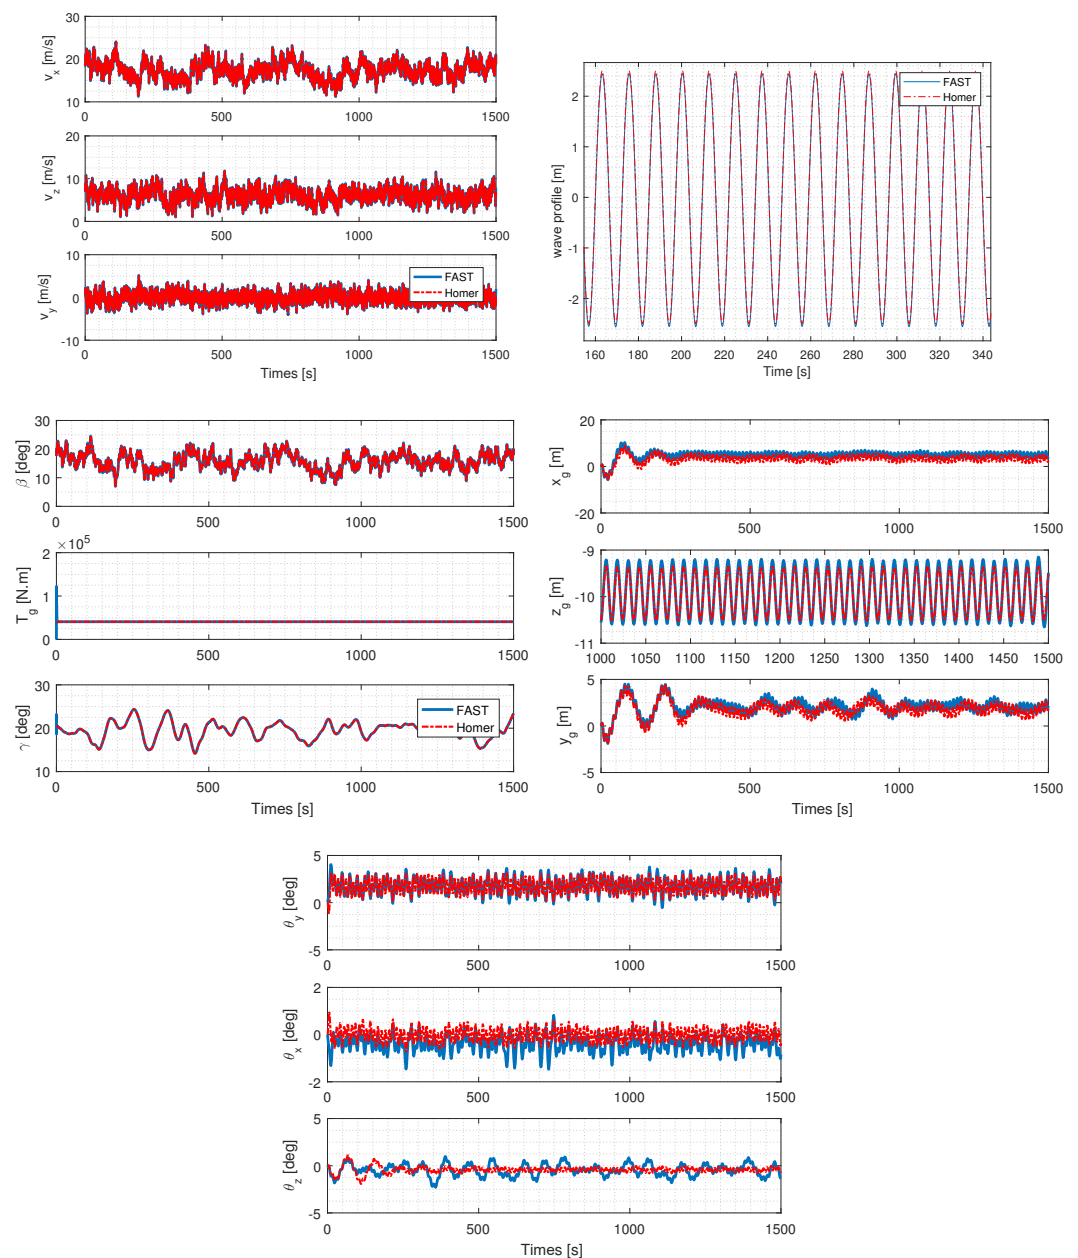 30
20
10
v_x [m/s]
0 500 1000 1500
20
10
0
v_z [m/s]
0 500 1000 1500
10
0
-10
v_y [m/s]
FAST
Homer
0 500 1000 1500
Times [s]
2
1
0
-1
-2
wave profile [m]
FAST
Homer
160 180 200 220 240 260 280 300 320 340
Time [s]
30
20
10
0
β [deg]
0 500 1000 1500
×10^5
2
1
0
T_g [N.m]
0 500 1000 1500
30
20
10
γ [deg]
FAST
Homer
0 500 1000 1500
Times [s]
20
0
-20
x_g [m]
0 500 1000 1500
-9
-10
-11
z_g [m]
1000 1050 1100 1150 1200 1250 1300 1350 1400 1450 1500
5
0
-5
y_g [m]
0 500 1000 1500
Times [s]
5
0
-5
θ_y [deg]
0 500 1000 1500
2
0
-2
θ_x [deg]
0 500 1000 1500
5
0
-5
θ_z [deg]
0 500 1000 1500
Times [s]